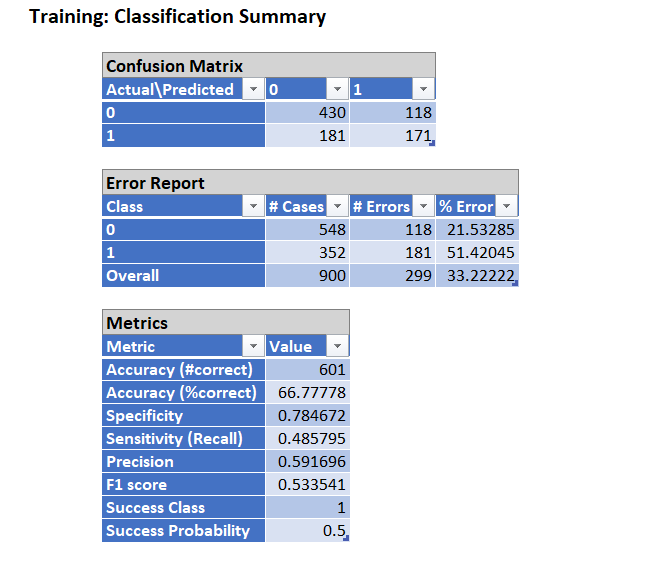 Training: Classification Summary
Confusion Matrix
Actual\Predicted 0 1
0 430 118
1 181 171
Error Report
Class # Cases # Errors % Error
0 548 118 21.53285
1 352 181 51.42045
Overall 900 299 33.22222
Metrics
Metric Value
Accuracy (#correct) 601
Accuracy (%correct) 66.77778
Specificity 0.784672
Sensitivity (Recall) 0.485795
Precision 0.591696
F1 score 0.533541
Success Class 1
Success Probability 0.5